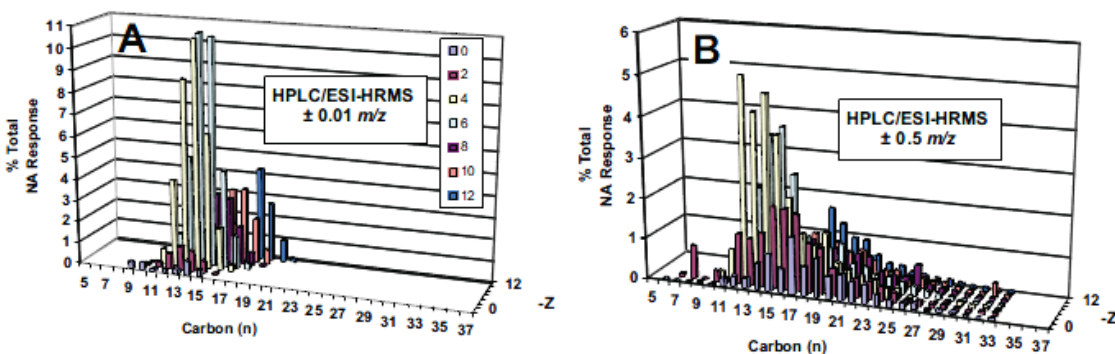 A
11
10
9
8
7
6
5
4
3
2
1
0
% Total
NA Response
HPLC/ESI-HRMS
± 0.01 m/z
0
2
4
6
8
10
12
5 7 9 11 13 15 17 19 21 23 25 27 29 31 33 35 37
Carbon (n)
12
-Z
0
B
6
5
4
3
2
1
0
% Total
NA Response
HPLC/ESI-HRMS
± 0.5 m/z
5 7 9 11 13 15 17 19 21 23 25 27 29 31 33 35 37
Carbon (n)
12
-Z
0